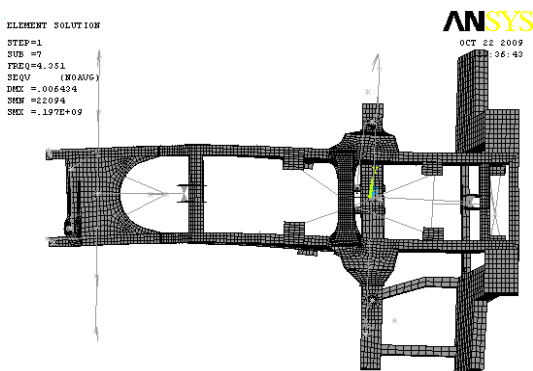 ELEMENT SOLUTION
STEP=1
SUB =7
FREQ=4.351
SEQV (NOAVG)
DMX =.006434
SMN =22094
SMX =.197E+09
ANSYS
OCT 22 2009
:36:43